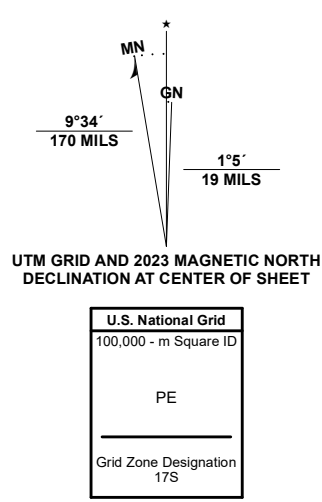 ★
MN
GN
9°34´
170 MILS
1°5´
19 MILS
UTM GRID AND 2023 MAGNETIC NORTH
DECLINATION AT CENTER OF SHEET
U.S. National Grid
100,000 - m Square ID
PE
Grid Zone Designation
17S